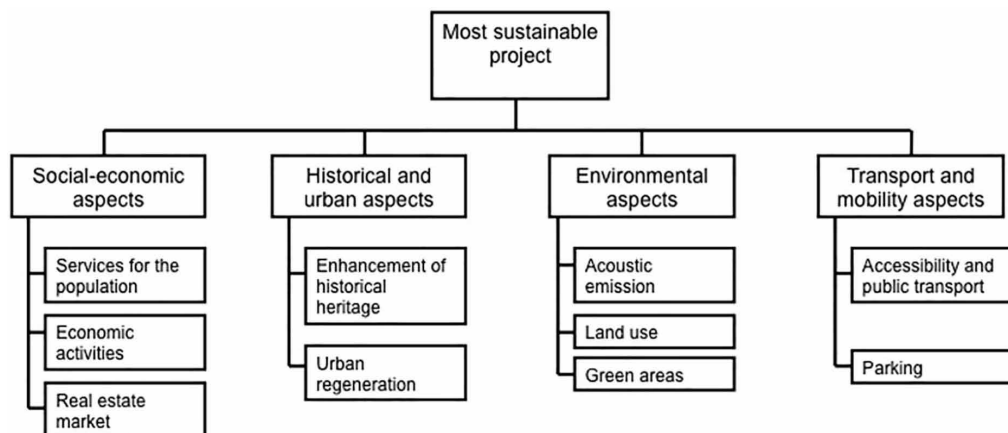 Most sustainable
project
Social-economic
aspects
Services for the
population
Economic
activities
Real estate
market
Historical and
urban aspects
Enhancement of
historical
heritage
Urban
regeneration
Environmental
aspects
Acoustic
emission
Land use
Green areas
Transport and
mobility aspects
Accessibility and
public transport
Parking